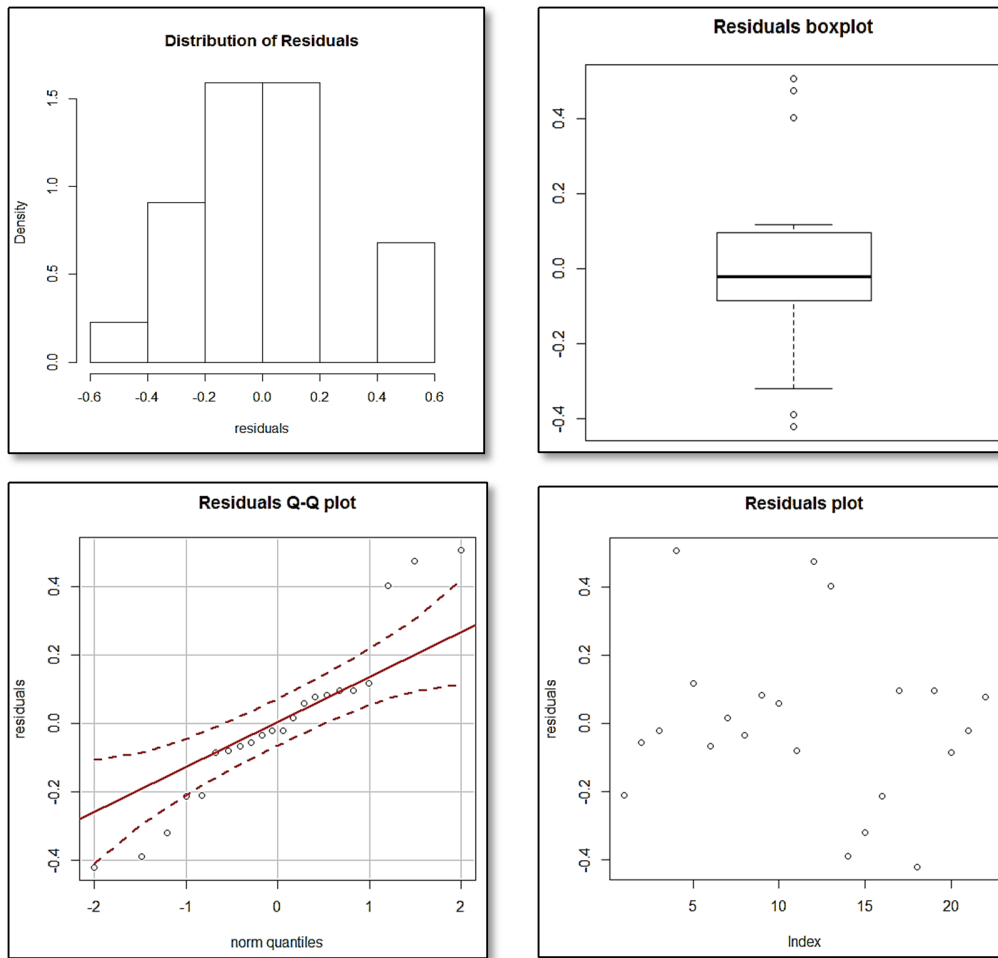 Distribution of Residuals
Density
0.0 0.5 1.0 1.5
-0.6 -0.4 -0.2 0.0 0.2 0.4 0.6
residuals
Residuals boxplot
0.4
0.2
0.0
-0.2
-0.4
Residuals Q-Q plot
residuals
0.4
0.2
0.0
-0.2
-0.4
-2 -1 0 1 2
norm quantiles
Residuals plot
residuals
0.4
0.2
0.0
-0.2
-0.4
5 10 15 20
Index